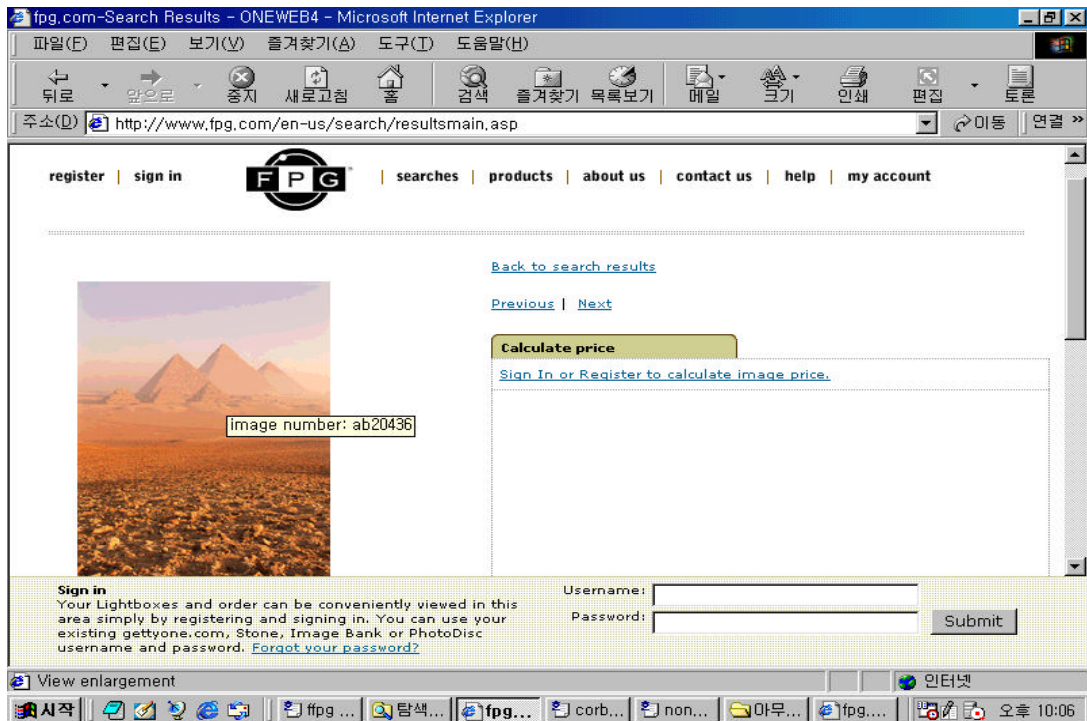 fpg.com-Search Results - ONEWEB4 - Microsoft Internet Explorer
파일(F) 편집(E) 보기(V) 즐겨찾기(A) 도구(T) 도움말(H)
뒤로 앞으로 중지 새로고침 홈 검색 즐겨찾기 목록보기 메일 크기 인쇄 편집 토론
주소(D) http://www.fpg.com/en-us/search/resultsmain.asp 이동 연결 »
register | sign in FPG | searches | products | about us | contact us | help | my account
Back to search results
Previous | Next
Calculate price
Sign In or Register to calculate image price.
image number: ab20436
Sign in
Your Lightboxes and order can be conveniently viewed in this
area simply by registering and signing in. You can use your
existing gettyone.com, Stone, Image Bank or PhotoDisc
username and password. Forgot your password?
Username:
Password:
Submit
View enlargement 인터넷
시작 ffpg ... 탐색... fpg... corb... non... 아무... fpg.... 오후 10:06